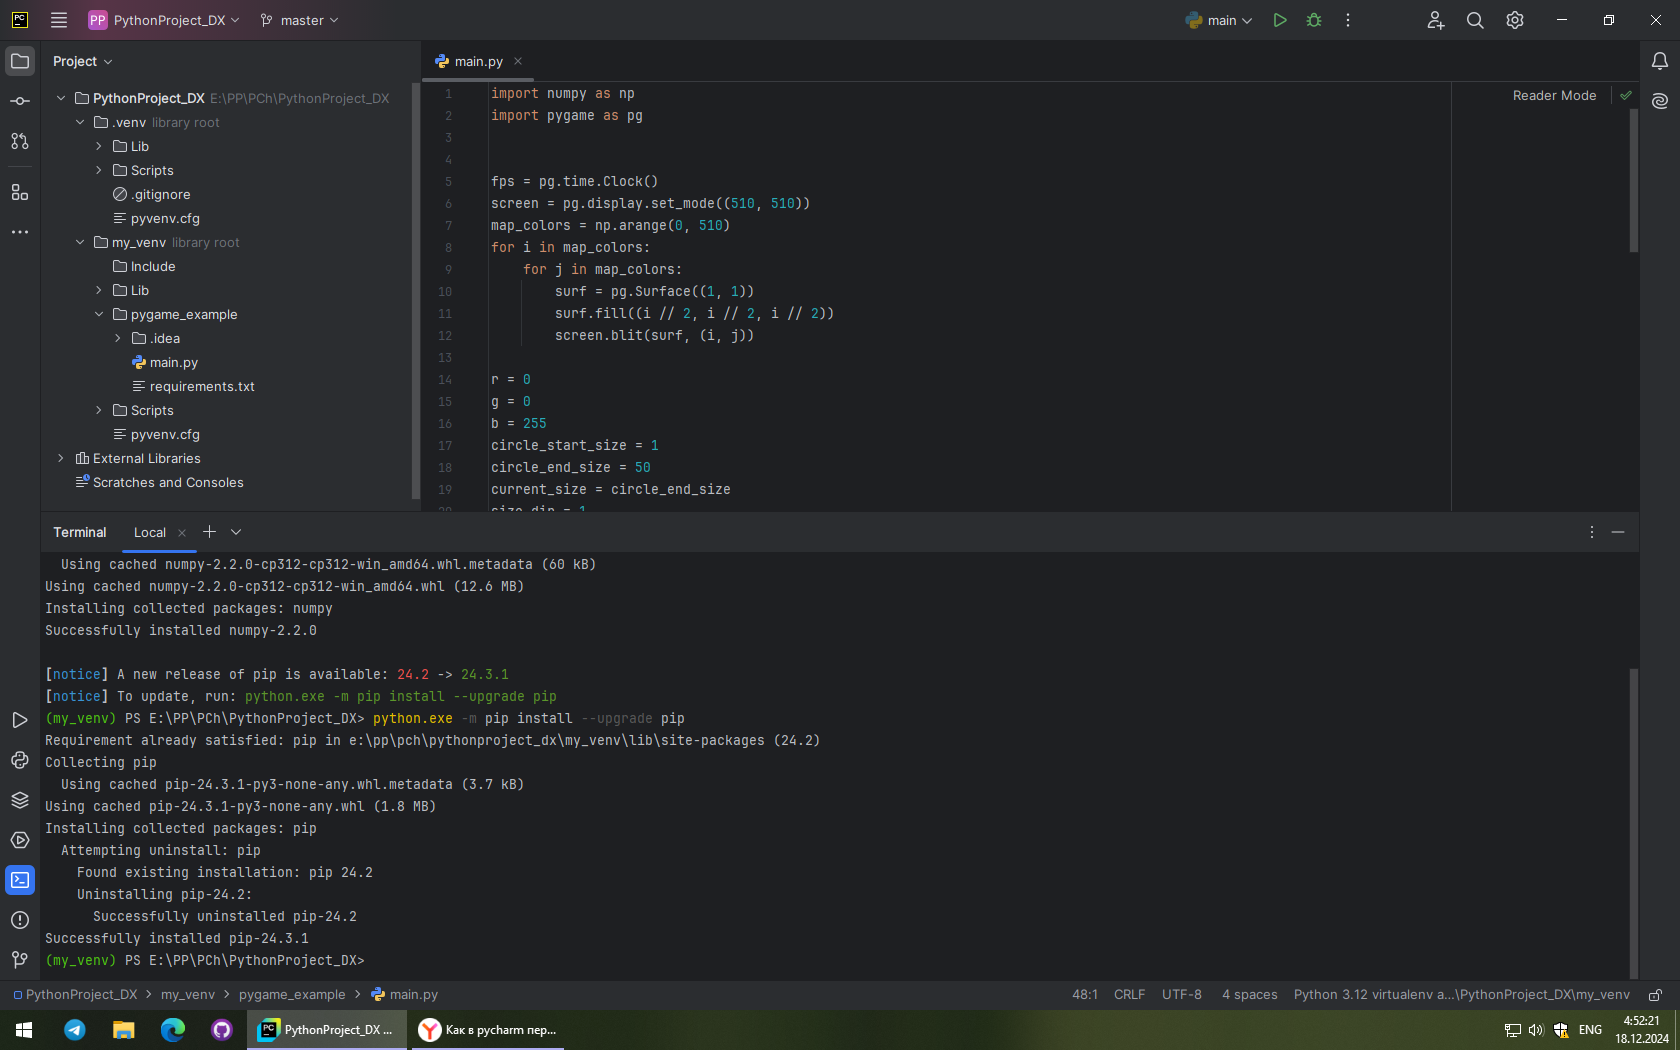 PC
PP PythonProject_DX
master
main
Project
PythonProject_DX E:\PP\PCh\PythonProject_DX
.venv library root
Lib
Scripts
.gitignore
pyvenv.cfg
my_venv library root
Include
Lib
pygame_example
.idea
main.py
requirements.txt
Scripts
pyvenv.cfg
External Libraries
Scratches and Consoles
main.py
Reader Mode
1 import numpy as np
2 import pygame as pg
3
4
5 fps = pg.time.Clock()
6 screen = pg.display.set_mode((510, 510))
7 map_colors = np.arange(0, 510)
8 for i in map_colors:
9 for j in map_colors:
10 surf = pg.Surface((1, 1))
11 surf.fill((i // 2, i // 2, i // 2))
12 screen.blit(surf, (i, j))
13
14 r = 0
15 g = 0
16 b = 255
17 circle_start_size = 1
18 circle_end_size = 50
19 current_size = circle_end_size
20 size_dir = 1
Terminal
Local
Using cached numpy-2.2.0-cp312-cp312-win_amd64.whl.metadata (60 kB)
Using cached numpy-2.2.0-cp312-cp312-win_amd64.whl (12.6 MB)
Installing collected packages: numpy
Successfully installed numpy-2.2.0
[notice] A new release of pip is available: 24.2 -> 24.3.1
[notice] To update, run: python.exe -m pip install --upgrade pip
(my_venv) PS E:\PP\PCh\PythonProject_DX> python.exe -m pip install --upgrade pip
Requirement already satisfied: pip in e:\pp\pch\pythonproject_dx\my_venv\lib\site-packages (24.2)
Collecting pip
Using cached pip-24.3.1-py3-none-any.whl.metadata (3.7 kB)
Using cached pip-24.3.1-py3-none-any.whl (1.8 MB)
Installing collected packages: pip
Attempting uninstall: pip
Found existing installation: pip 24.2
Uninstalling pip-24.2:
Successfully uninstalled pip-24.2
Successfully installed pip-24.3.1
(my_venv) PS E:\PP\PCh\PythonProject_DX>
PythonProject_DX > my_venv > pygame_example > main.py
48:1 CRLF UTF-8 4 spaces Python 3.12 virtualenv a...\PythonProject_DX\my_venv
PC PythonProject_DX ...
Y Как в pycharm пер...
ENG
4:52:21
18.12.2024